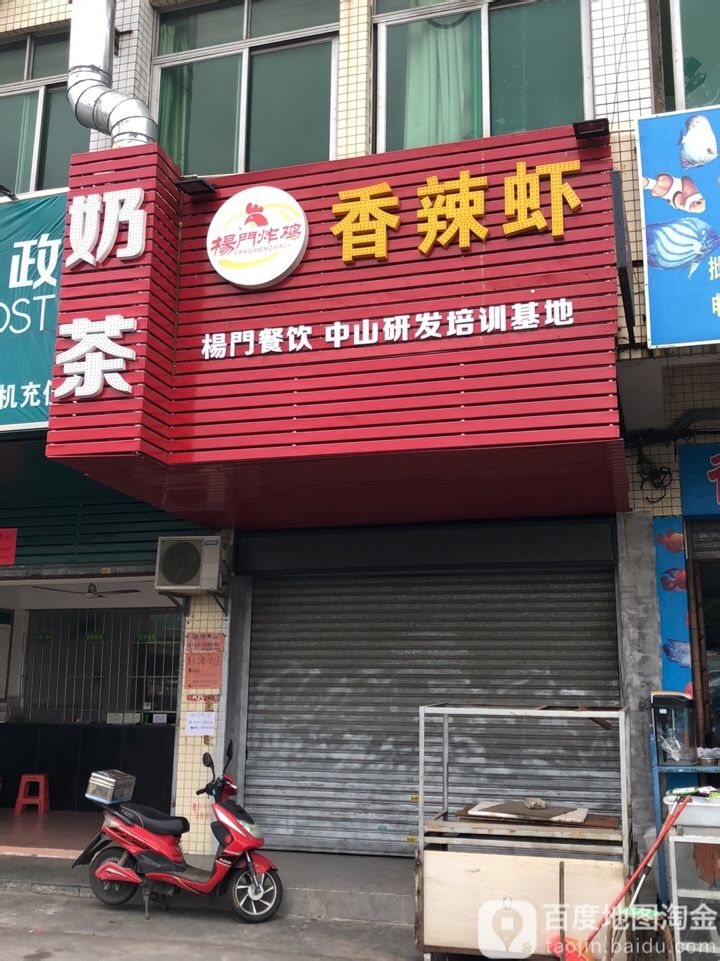 奶茶
楊門炸鸡
YANGMENZHAJI
香辣虾
楊門餐饮 中山研发培训基地
政
OST
机充值
百度地图淘金
taojin.baidu.com